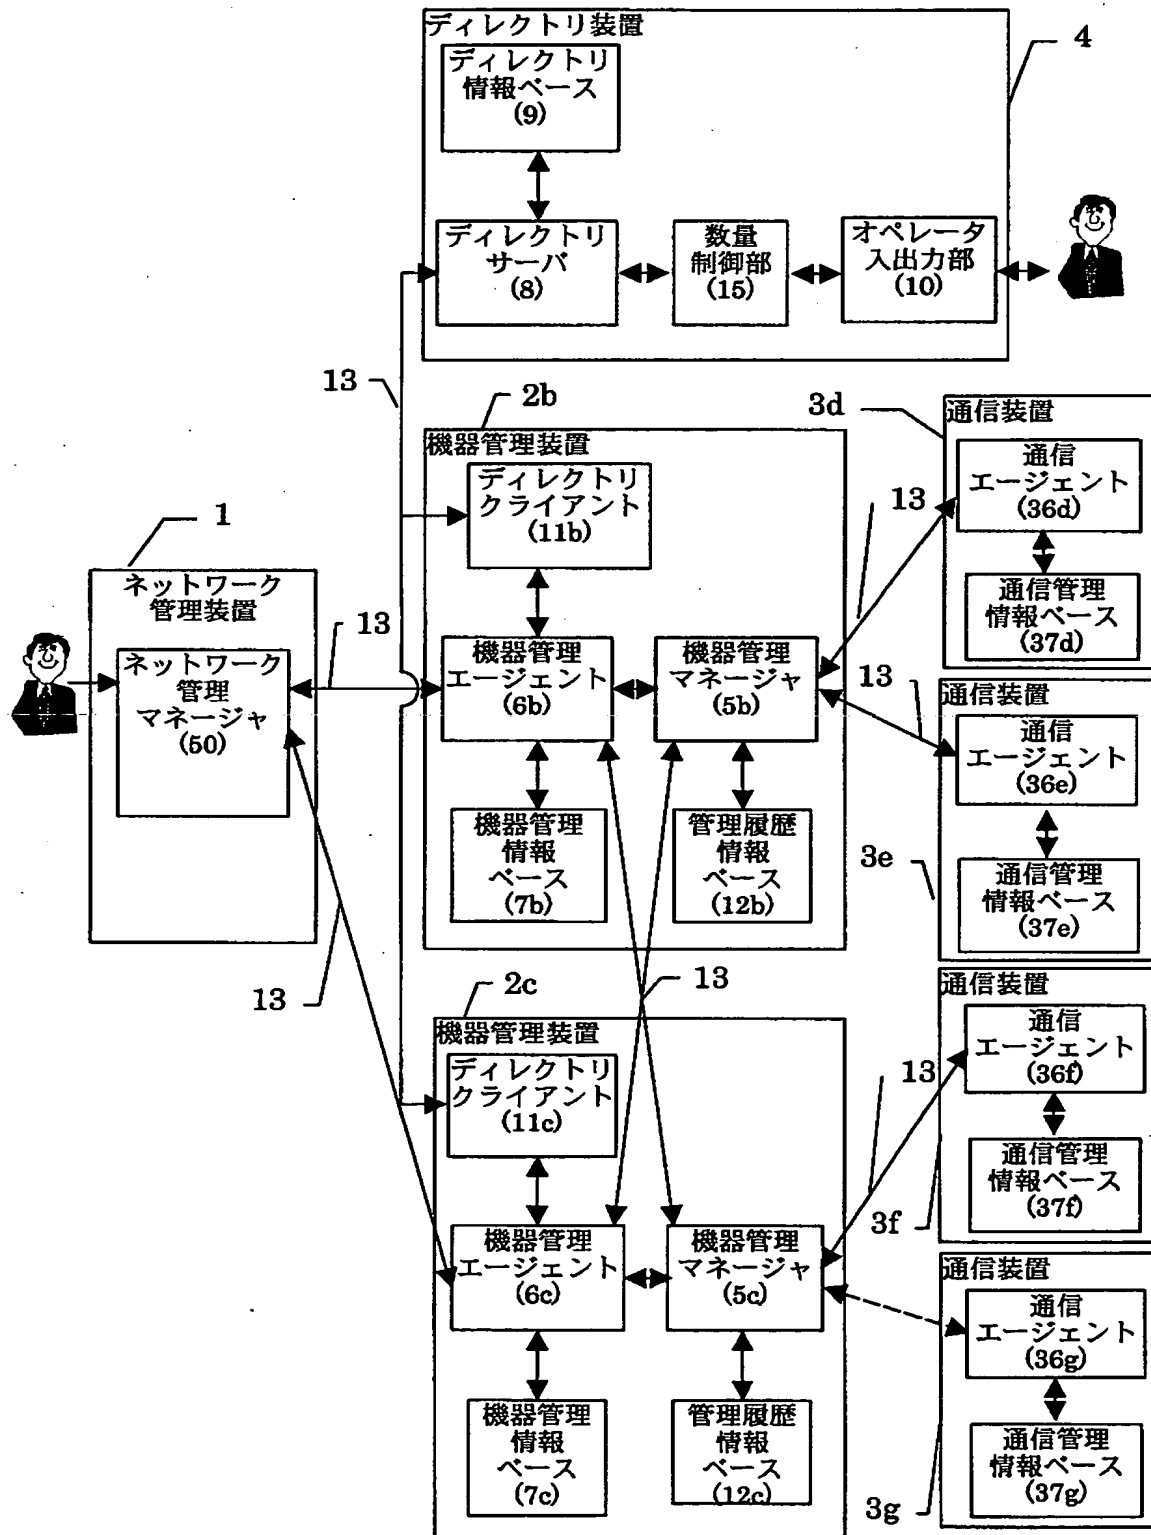 ディレクトリ装置
4
ディレクトリ
情報ベース
(9)
ディレクトリ
サーバ
(8)
数量
制御部
(15)
オペレータ
入出力部
(10)
13
2b
機器管理装置
ディレクトリ
クライアント
(11b)
機器管理
エージェント
(6b)
機器管理
マネージャ
(5b)
機器管理
情報
ベース
(7b)
管理履歴
情報
ベース
(12b)
1
ネットワーク
管理装置
ネットワーク
管理
マネージャ
(50)
13
13
13
2c
機器管理装置
ディレクトリ
クライアント
(11c)
機器管理
エージェント
(6c)
機器管理
マネージャ
(5c)
機器管理
情報
ベース
(7c)
管理履歴
情報
ベース
(12c)
3d
通信装置
通信
エージェント
(36d)
通信管理
情報ベース
(37d)
13
13
3e
通信装置
通信
エージェント
(36e)
通信管理
情報ベース
(37e)
3f
通信装置
通信
エージェント
(36f)
通信管理
情報ベース
(37f)
13
3g
通信装置
通信
エージェント
(36g)
通信管理
情報ベース
(37g)